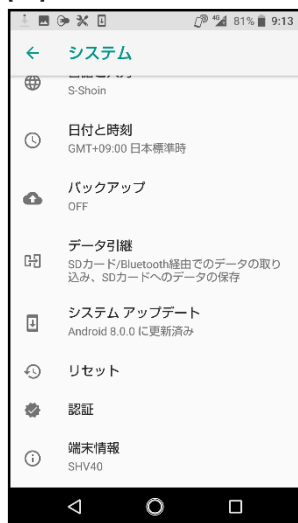 81% 9:13
システム
S-Shoin
日付と時刻
GMT+09:00 日本標準時
バックアップ
OFF
データ引継
SDカード/Bluetooth経由でのデータの取り
込み、SDカードへのデータの保存
システム アップデート
Android 8.0.0 に更新済み
リセット
認証
端末情報
SHV40